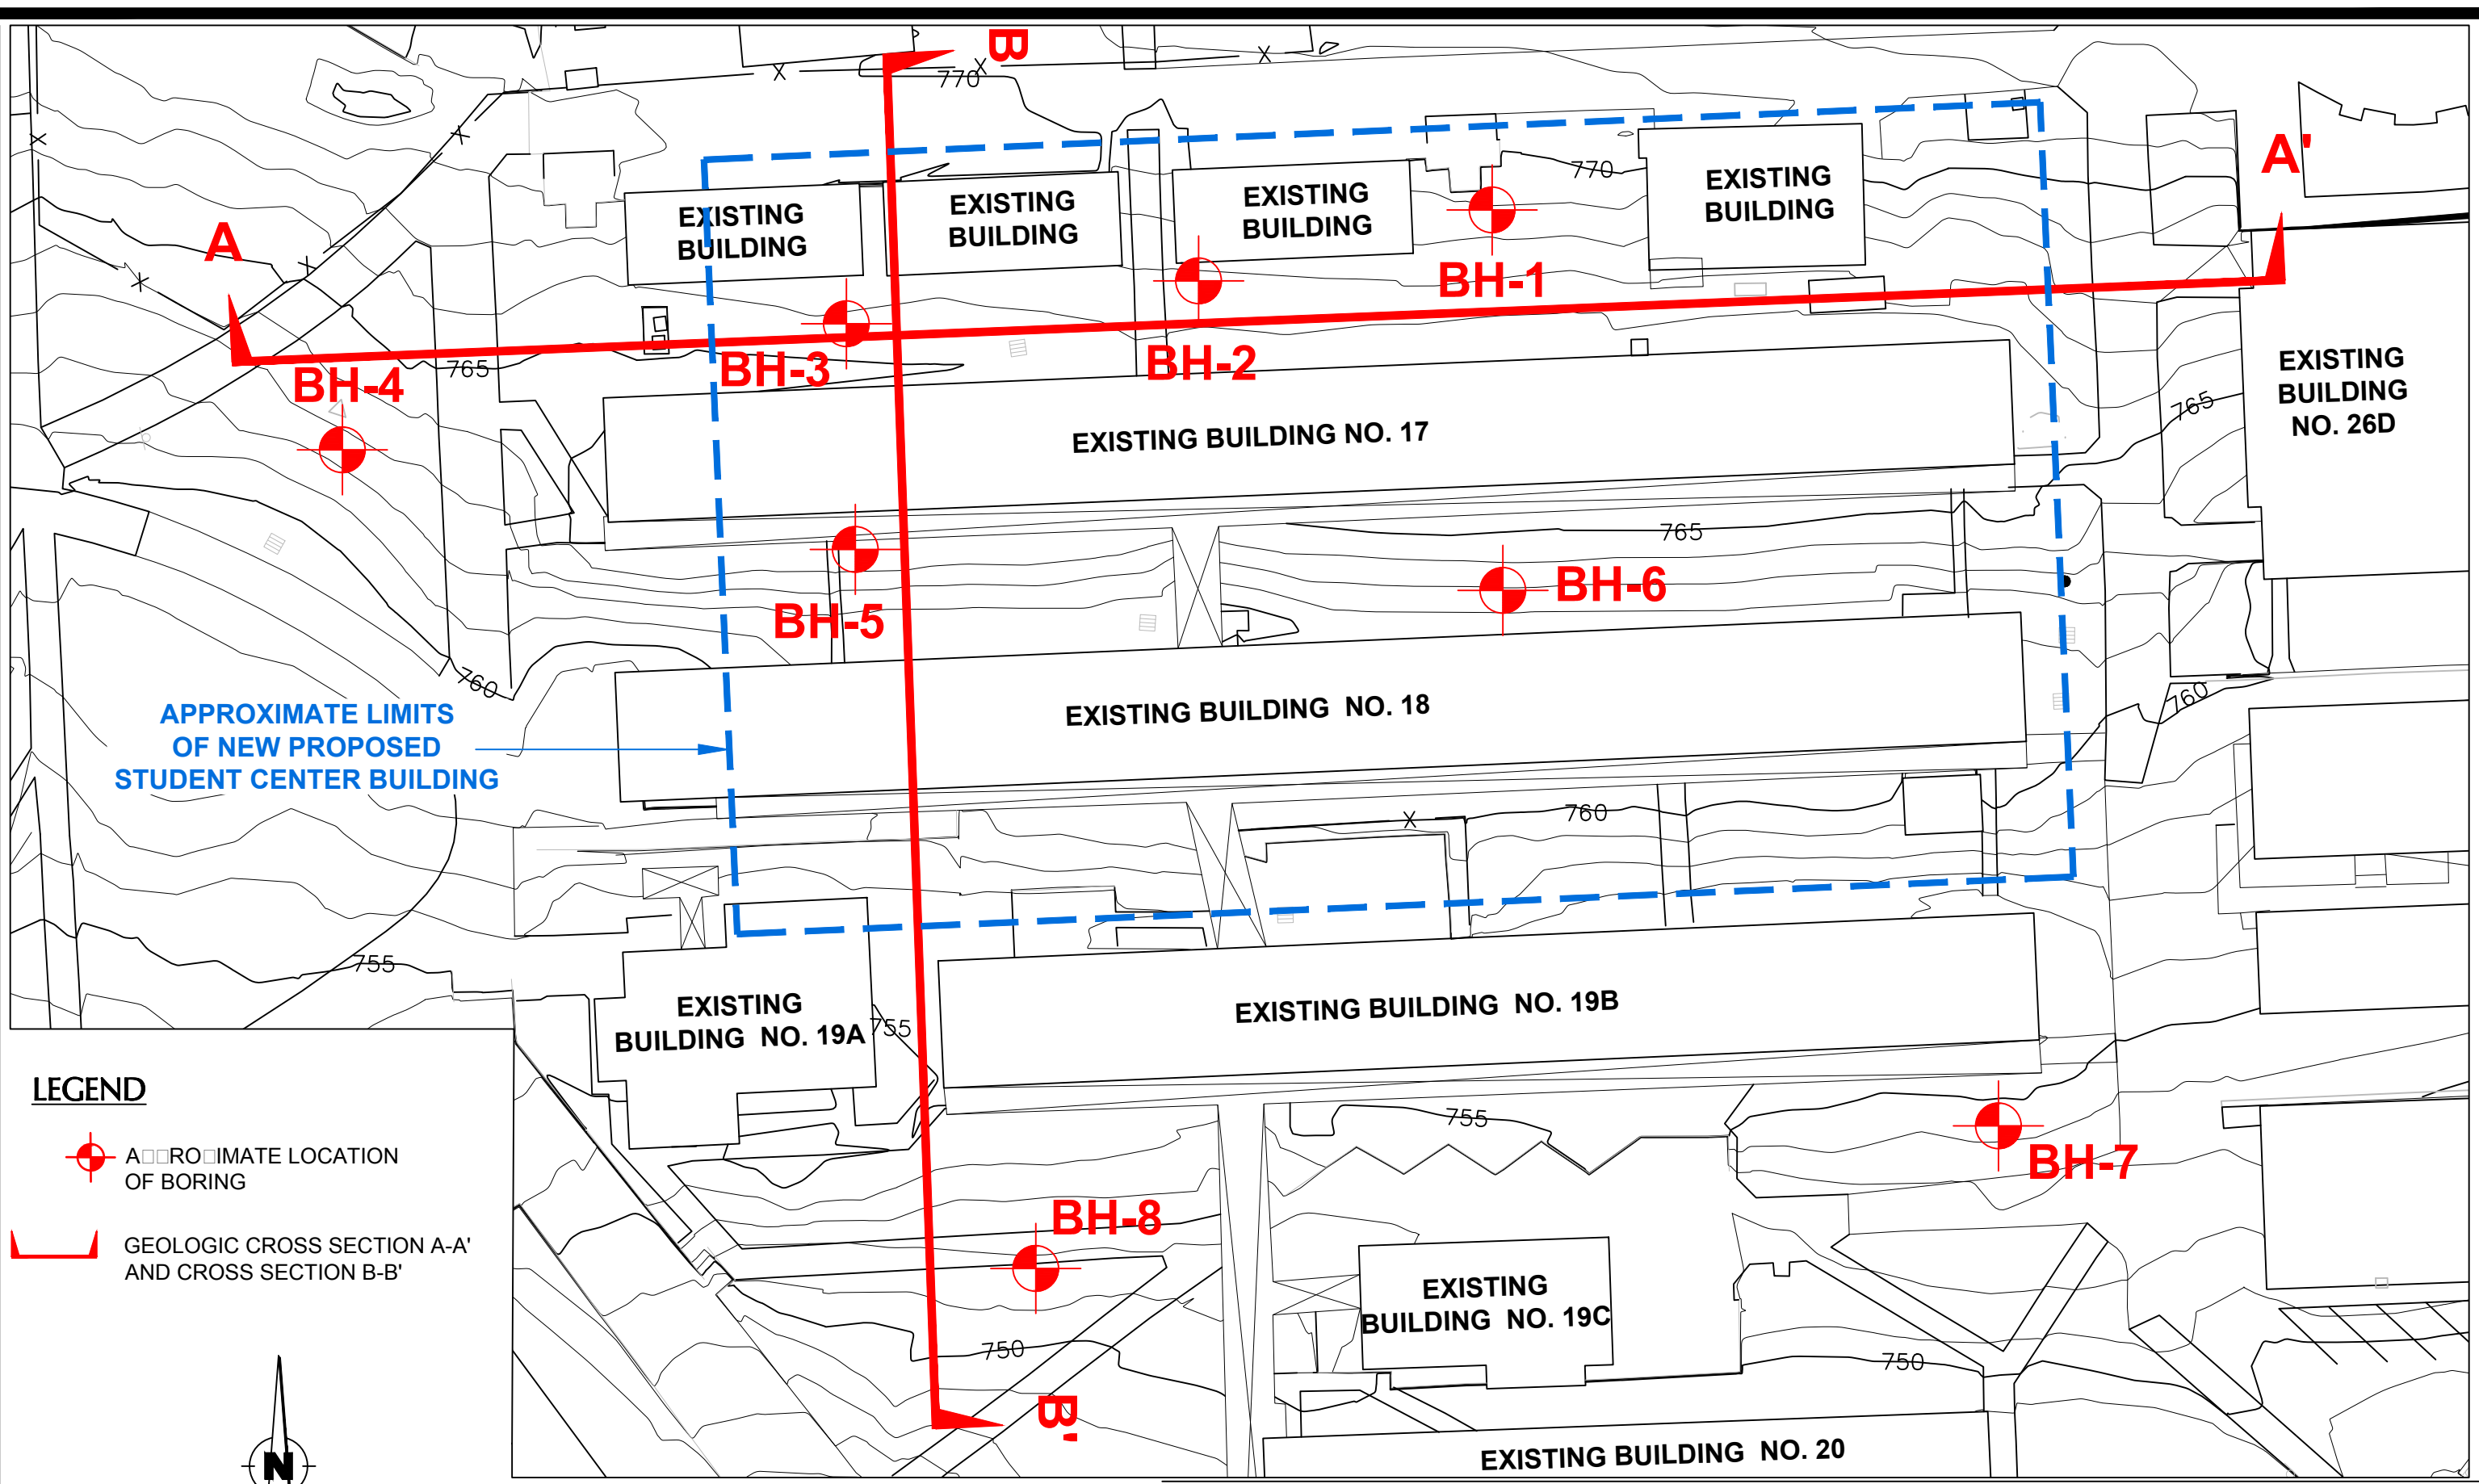 B
770
X
X
X
X
X
A'
770
EXISTING
BUILDING
EXISTING
BUILDING
EXISTING
BUILDING
EXISTING
BUILDING
A
X
X
BH-1
BH-3
BH-2
765
BH-4
765
EXISTING
BUILDING
NO. 26D
EXISTING BUILDING NO. 17
765
BH-6
BH-5
760
760
APPROXIMATE LIMITS
OF NEW PROPOSED
STUDENT CENTER BUILDING
EXISTING BUILDING NO. 18
X
760
755
EXISTING
BUILDING NO. 19A
755
EXISTING BUILDING NO. 19B
LEGEND
755
A□□RO□IMATE LOCATION
OF BORING
BH-7
BH-8
GEOLOGIC CROSS SECTION A-A'
AND CROSS SECTION B-B'
EXISTING
BUILDING NO. 19C
750
750
B'
N
EXISTING BUILDING NO. 20